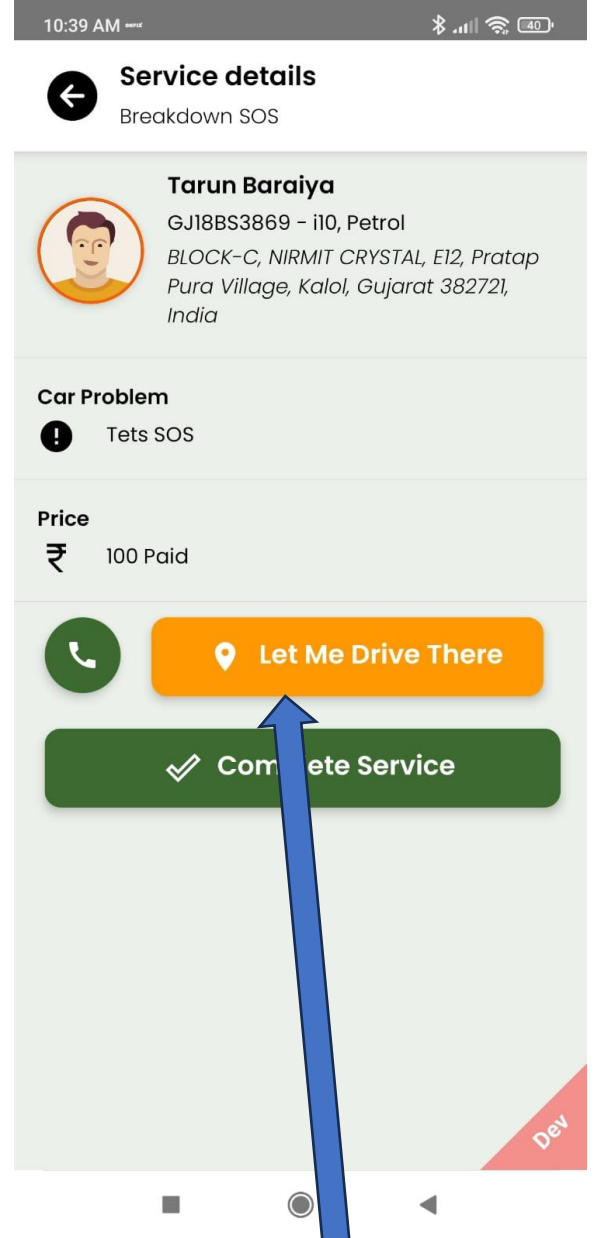 10:39 AM
40
Service details
Breakdown SOS
Tarun Baraiya
GJ18BS3869 - i10, Petrol
BLOCK-C, NIRMIT CRYSTAL, E12, Pratap
Pura Village, Kalol, Gujarat 382721,
India
Car Problem
Tets SOS
Price
₹ 100 Paid
Let Me Drive There
Com ete Service
Dev